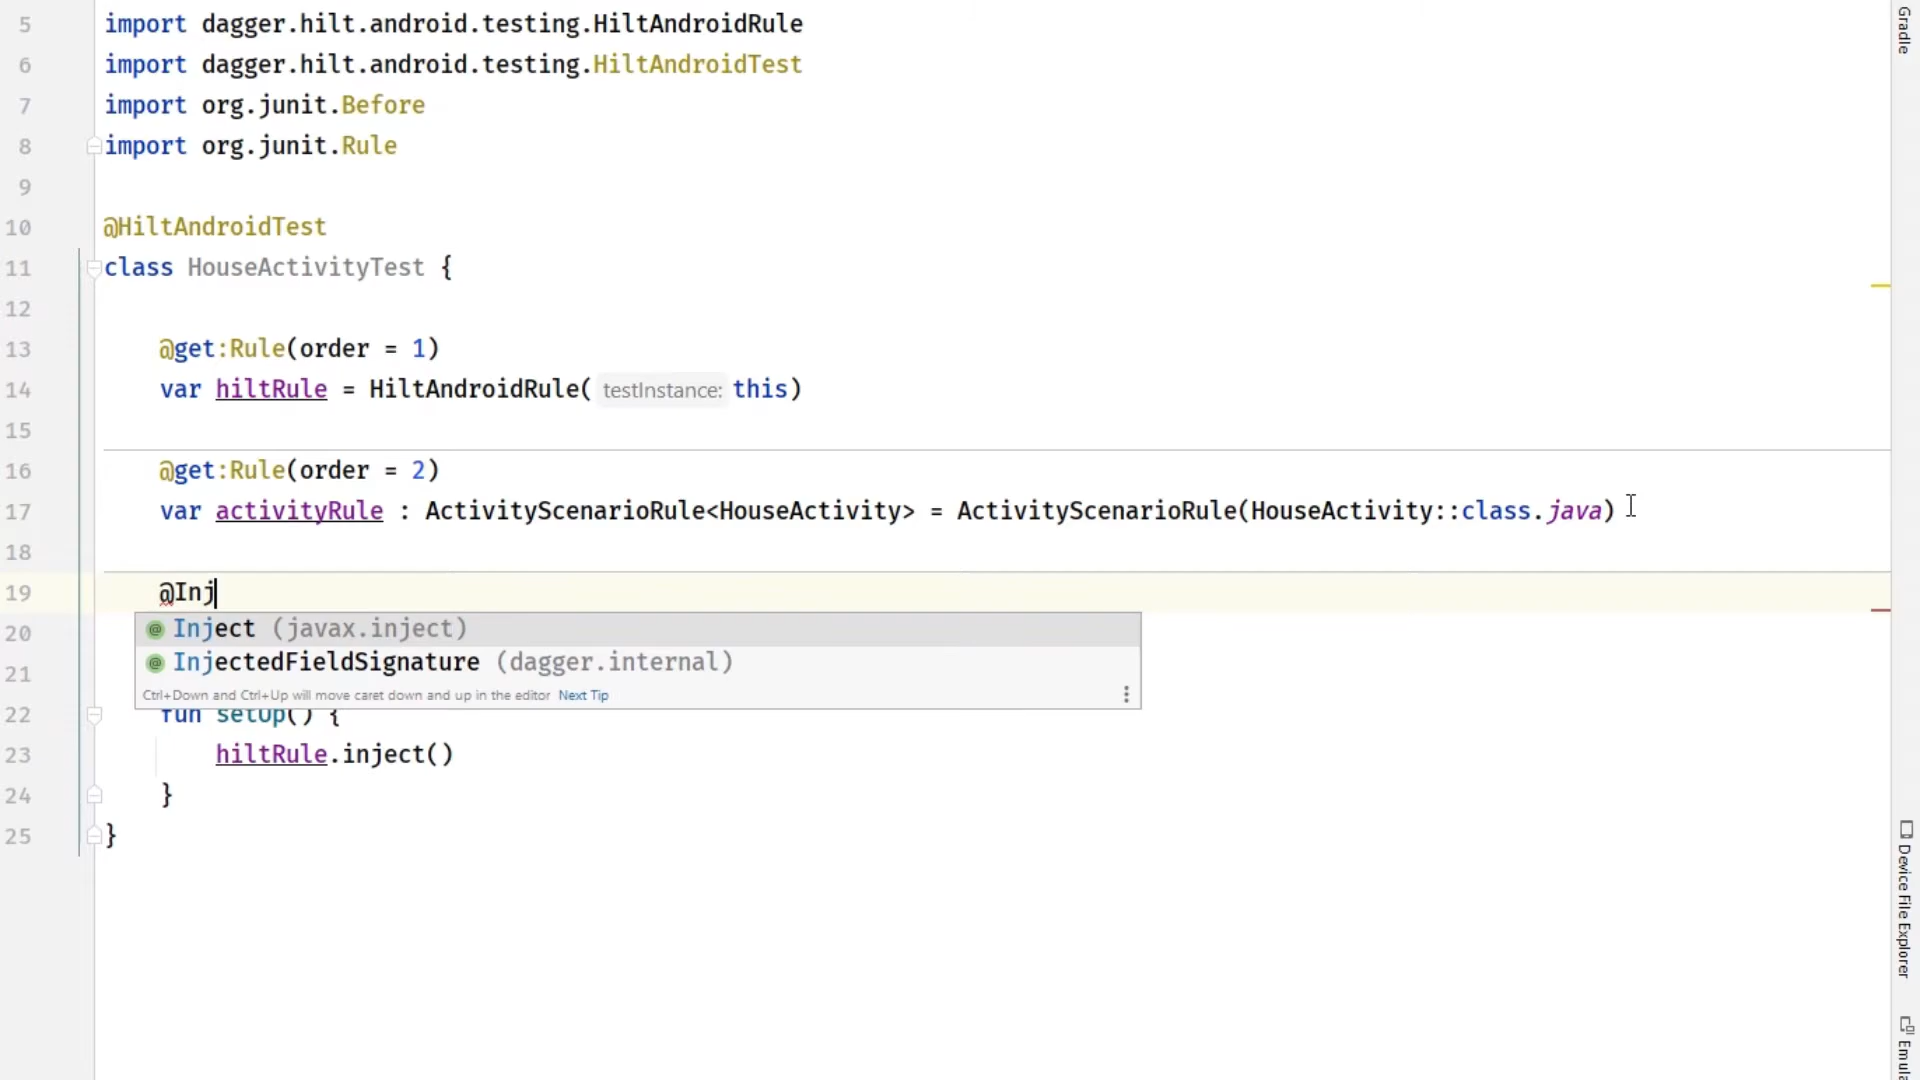 5 import dagger.hilt.android.testing.HiltAndroidRule
6 import dagger.hilt.android.testing.HiltAndroidTest
7 import org.junit.Before
8 import org.junit.Rule
9
10 @HiltAndroidTest
11 class HouseActivityTest {
12
13 @get:Rule(order = 1)
14 var hiltRule = HiltAndroidRule( testInstance: this)
15
16 @get:Rule(order = 2)
17 var activityRule : ActivityScenarioRule<HouseActivity> = ActivityScenarioRule(HouseActivity::class.java)
18
19 @Inj
20
Inject (javax.inject)
InjectedFieldSignature (dagger.internal)
21
Ctrl+Down and Ctrl+Up will move caret down and up in the editor Next Tip
22 fun setUp() {
23 hiltRule.inject()
24 }
25 }
Gradle
Device File Explorer
Emula